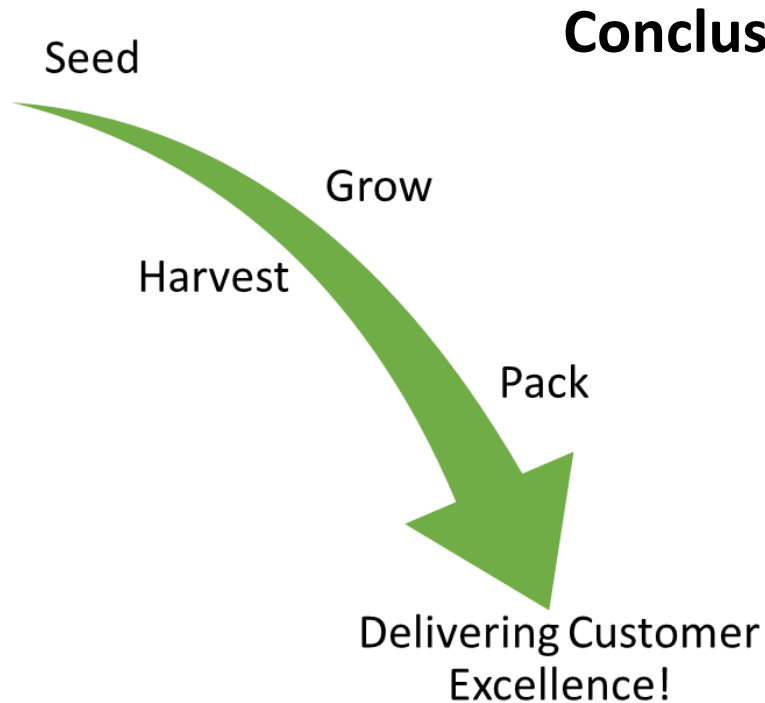 Conclus
Seed
Grow
Harvest
Pack
Delivering Customer
Excellence!